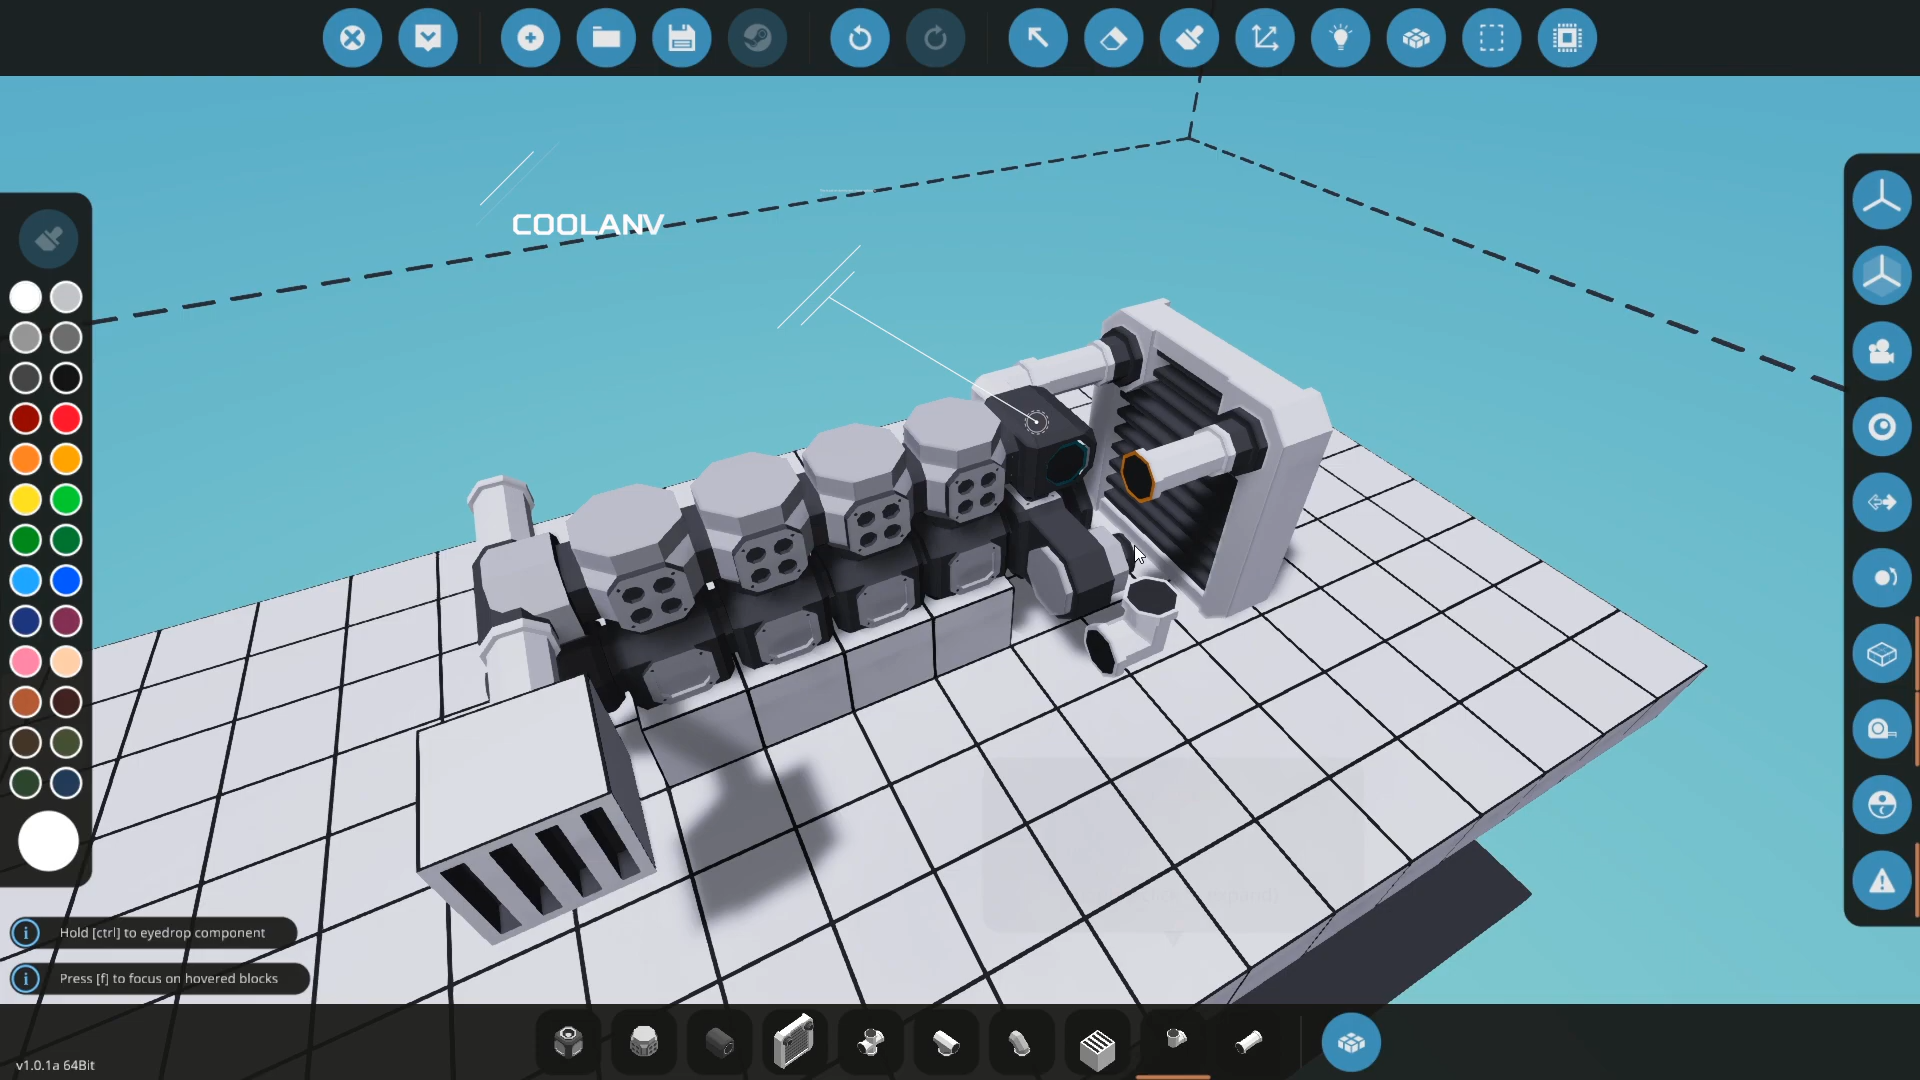 COOLANV
Hold [ctrl] to eyedrop component
Press [f] to focus on hovered blocks
v1.0.1a 64Bit